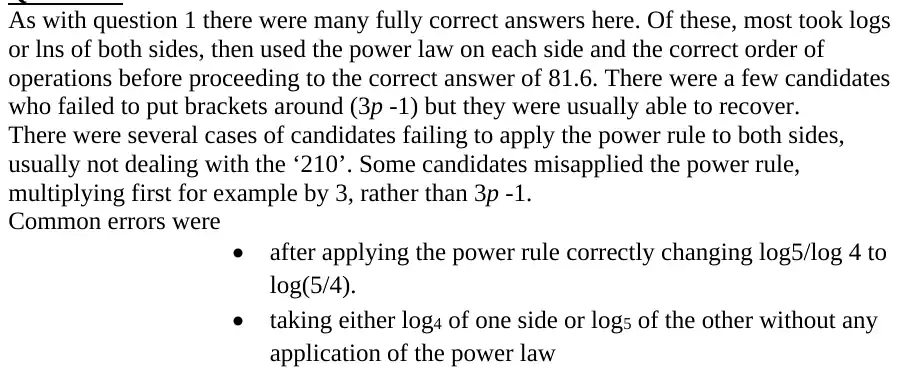 As with question 1 there were many fully correct answers here. Of these, most took logs
or lns of both sides, then used the power law on each side and the correct order of
operations before proceeding to the correct answer of 81.6. There were a few candidates
who failed to put brackets around (3p -1) but they were usually able to recover.
There were several cases of candidates failing to apply the power rule to both sides,
usually not dealing with the ‘210’. Some candidates misapplied the power rule,
multiplying first for example by 3, rather than 3p -1.
Common errors were
• after applying the power rule correctly changing log5/log 4 to
log(5/4).
• taking either log₄ of one side or log₅ of the other without any
application of the power law